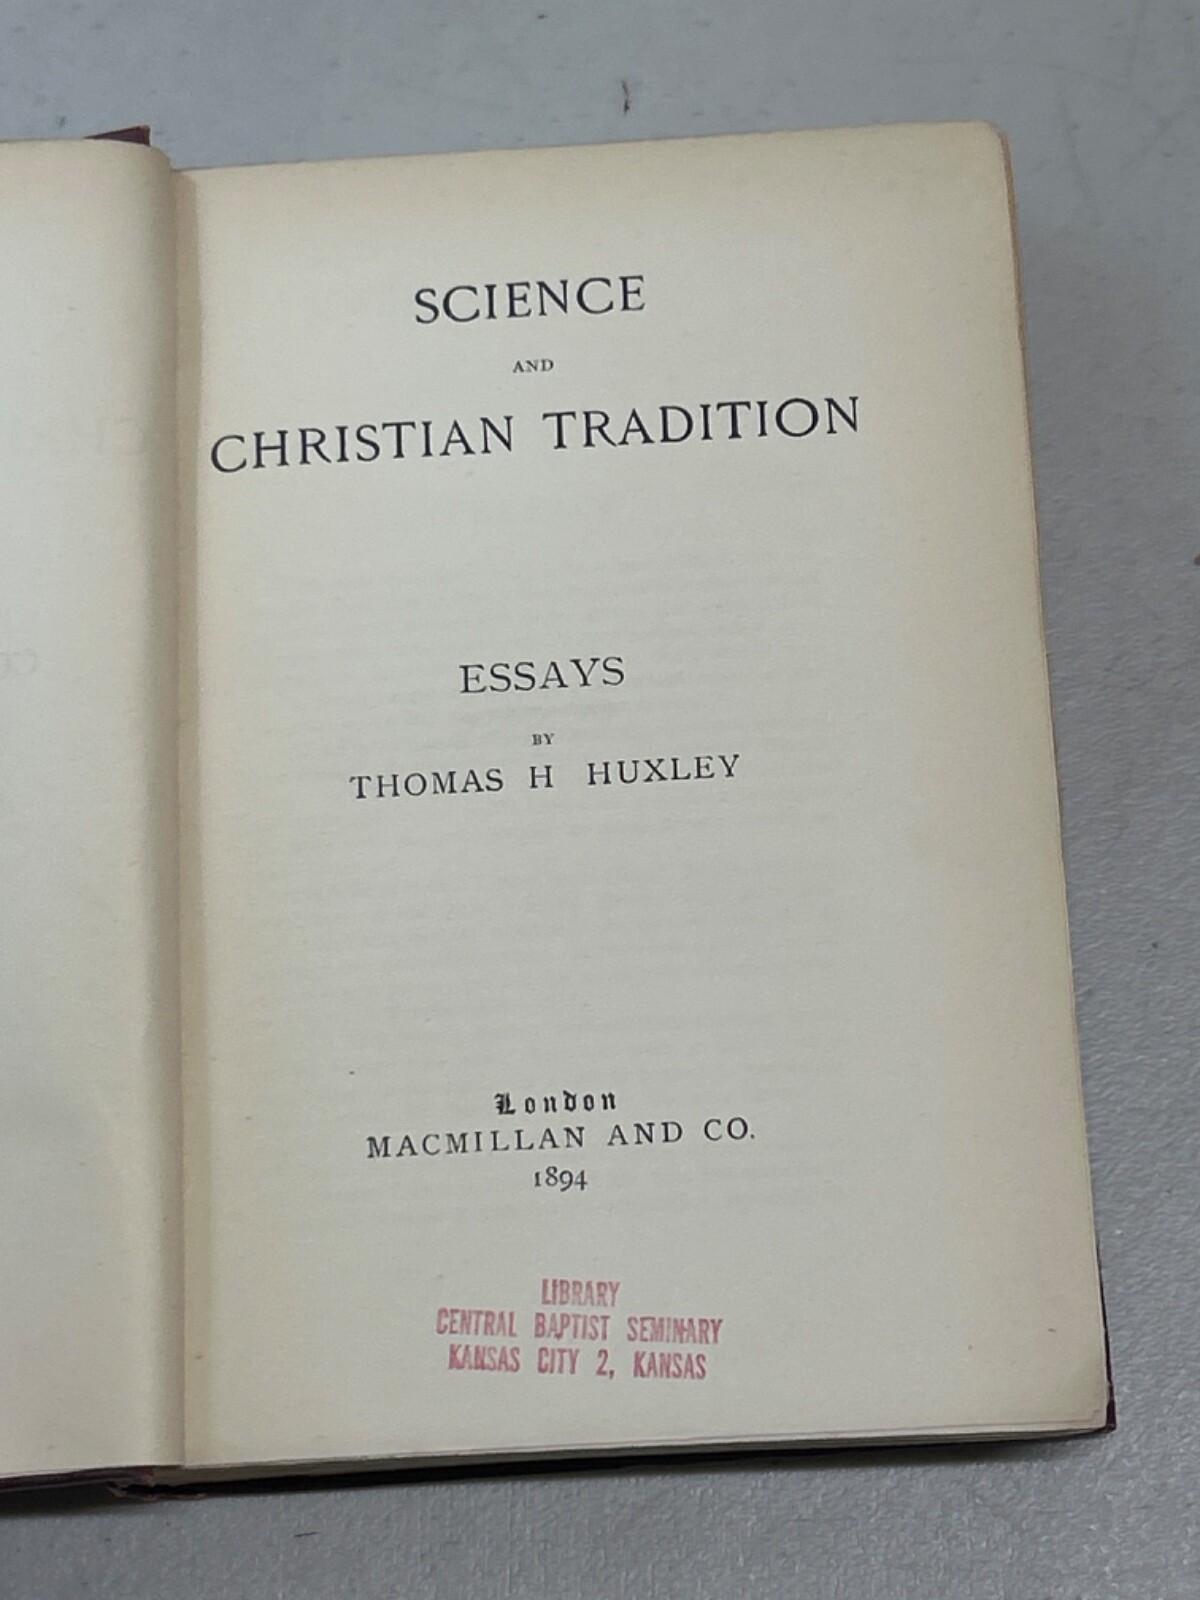 SCIENCE
AND
CHRISTIAN TRADITION
ESSAYS
BY
THOMAS H HUXLEY
London
MACMILLAN AND CO.
1894
LIBRARY
CENTRAL BAPTIST SEMINARY
KANSAS CITY 2, KANSAS